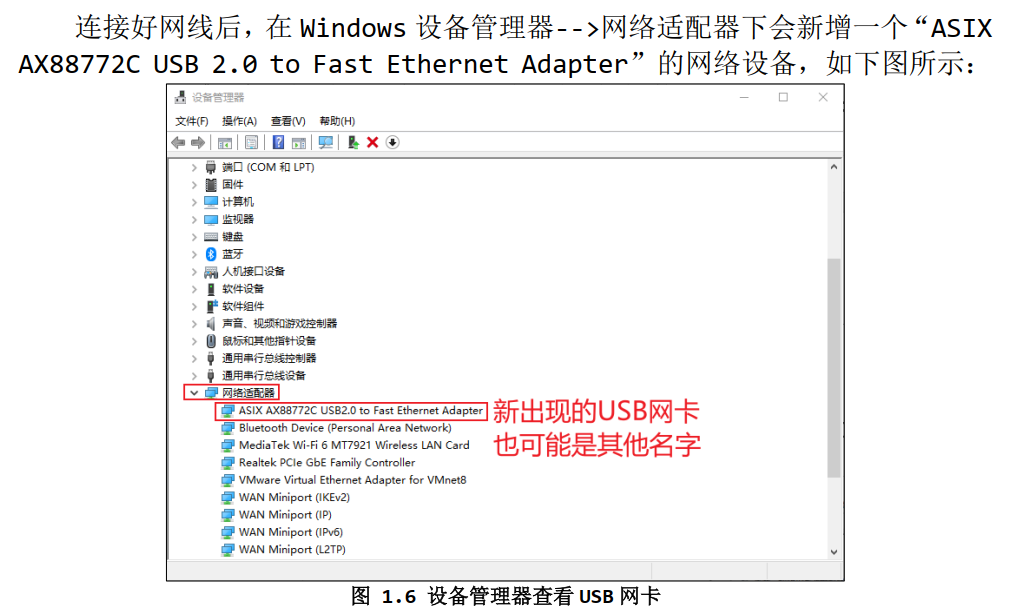 连接好网线后，在 Windows 设备管理器-->网络适配器下会新增一个“ASIX
AX88772C USB 2.0 to Fast Ethernet Adapter”的网络设备，如下图所示：
设备管理器
文件(F) 操作(A) 查看(V) 帮助(H)
端口 (COM 和 LPT)
固件
计算机
监视器
键盘
蓝牙
人机接口设备
软件设备
软件组件
声音、视频和游戏控制器
鼠标和其他指针设备
通用串行总线控制器
通用串行总线设备
网络适配器
ASIX AX88772C USB2.0 to Fast Ethernet Adapter
新出现的USB网卡
Bluetooth Device (Personal Area Network)
也可能是其他名字
MediaTek Wi-Fi 6 MT7921 Wireless LAN Card
Realtek PCIe GbE Family Controller
VMware Virtual Ethernet Adapter for VMnet8
WAN Miniport (IKEv2)
WAN Miniport (IP)
WAN Miniport (IPv6)
WAN Miniport (L2TP)
图 1.6 设备管理器查看 USB 网卡